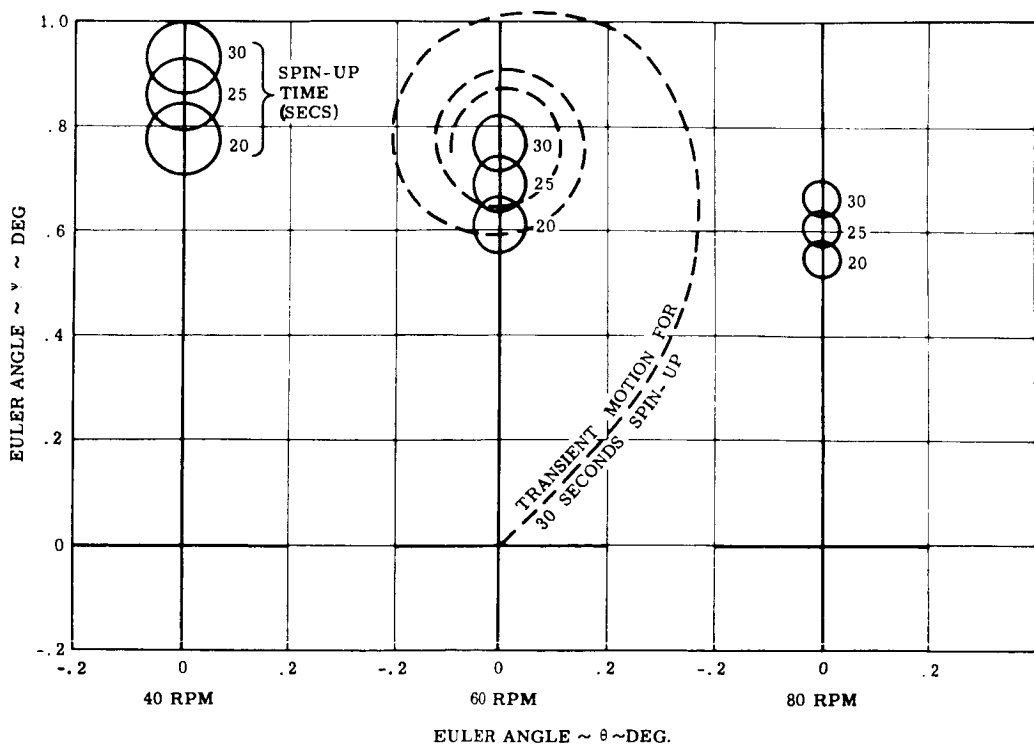 1.0
.8
.6
.4
.2
0
-.2
EULER ANGLE ~ ψ ~ DEG
30
25
20
SPIN-UP
TIME
(SECS)
30
25
20
30
25
20
TRANSIENT MOTION FOR
30 SECONDS SPIN-UP
-.2 0 .2 -.2 0 .2 -.2 0 .2
40 RPM 60 RPM 80 RPM
EULER ANGLE ~ θ ~DEG.